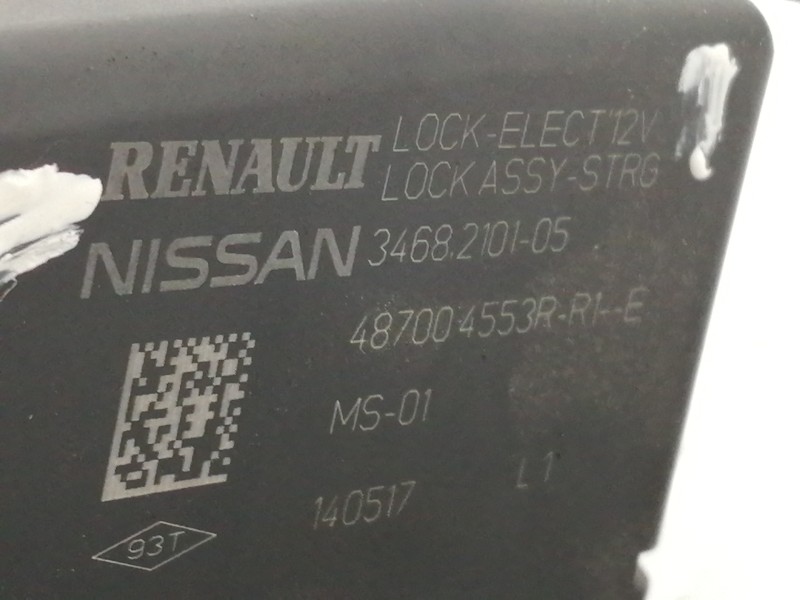 RENAULT LOCK-ELECT 12V
LOCK ASSY-STRG
NISSAN 3468.2101-05
48700 4553R-R1--E
MS-01
140517 L1
93T